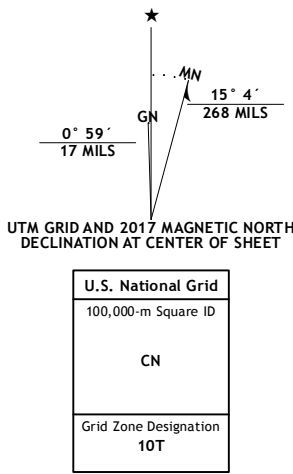 ★
MN
GN
15° 4´
268 MILS
0° 59´
17 MILS
UTM GRID AND 2017 MAGNETIC NORTH
DECLINATION AT CENTER OF SHEET
U.S. National Grid
100,000-m Square ID
CN
Grid Zone Designation
10T